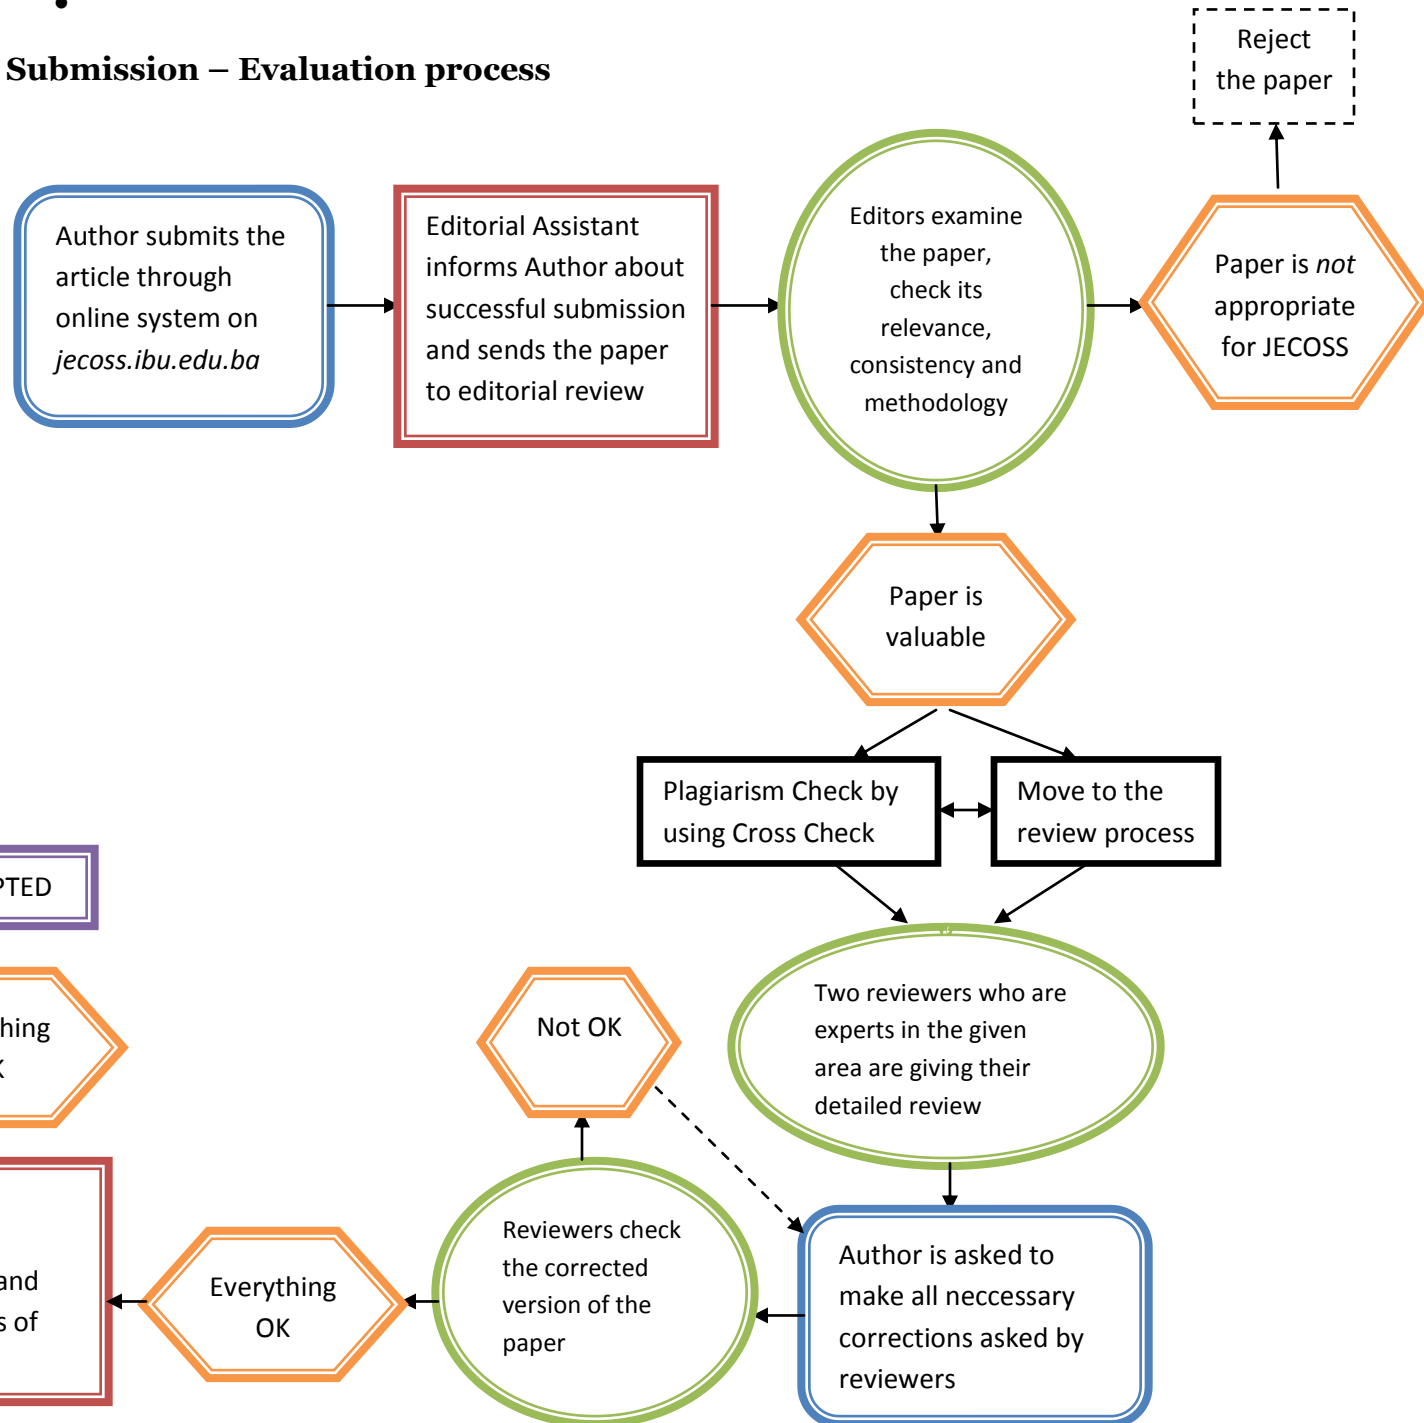 Submission – Evaluation process
Reject
the paper
Author submits the
article through
online system on
jecoss.ibu.edu.ba
Editorial Assistant
informs Author about
successful submission
and sends the paper
to editorial review
Editors examine
the paper,
check its
relevance,
consistency and
methodology
Paper is not
appropriate
for JECOSS
Paper is
valuable
Plagiarism Check by
using Cross Check
Move to the
review process
Two reviewers who are
experts in the given
area are giving their
detailed review
Author is asked to
make all neccessary
corrections asked by
reviewers
Reviewers check
the corrected
version of the
paper
Not OK
Everything
OK
and
of